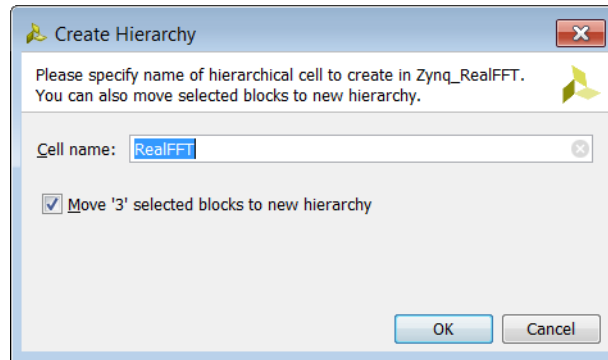 Create Hierarchy
Please specify name of hierarchical cell to create in Zynq_RealFFT.
You can also move selected blocks to new hierarchy.
Cell name: RealFFT
Move '3' selected blocks to new hierarchy
OK Cancel